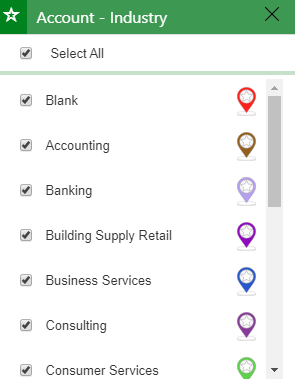 Account - Industry
Select All
Blank
Accounting
Banking
Building Supply Retail
Business Services
Consulting
Consumer Services